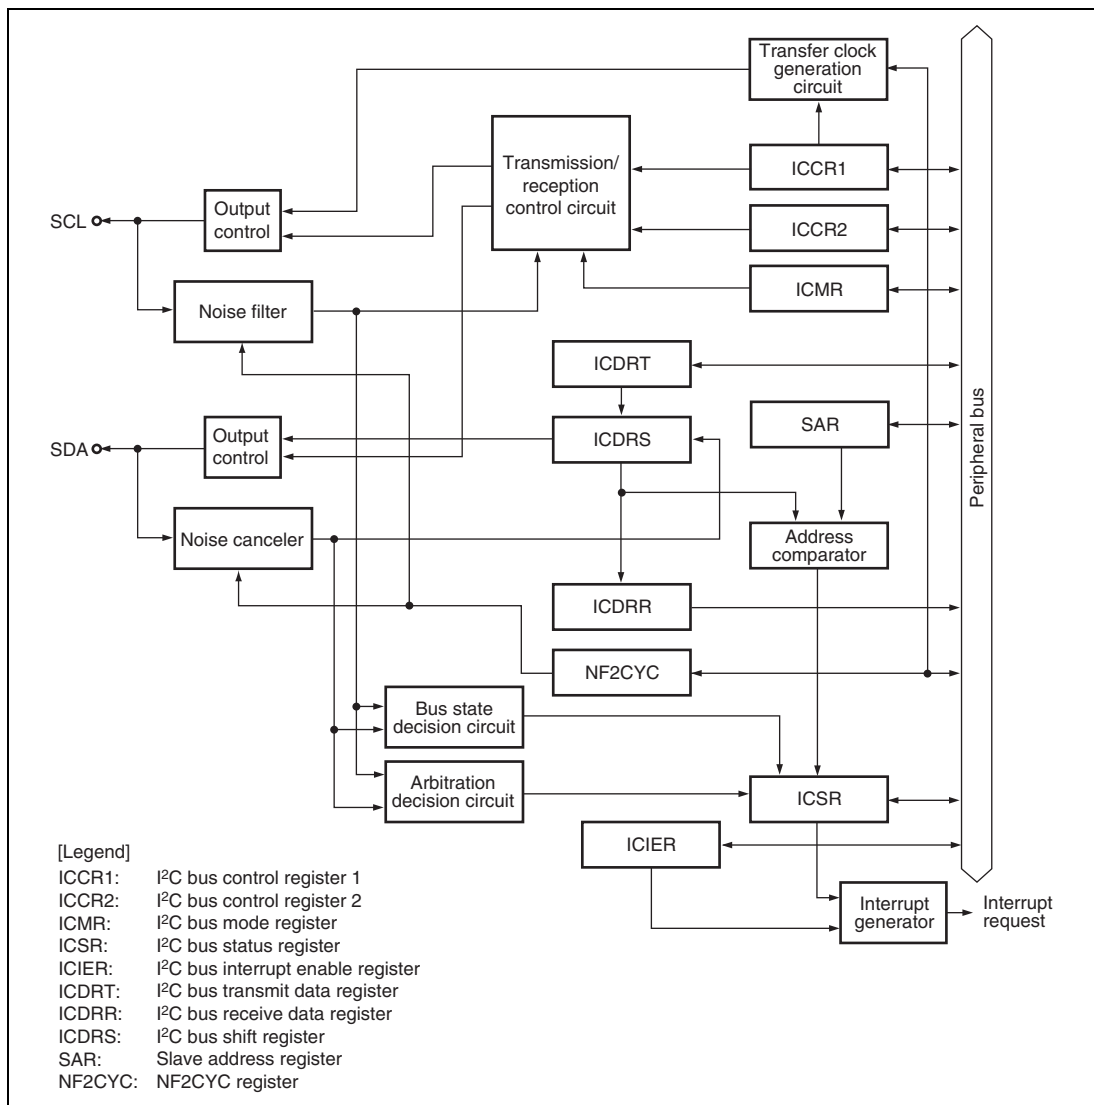 Transfer clock
generation
circuit
Transmission/
reception
control circuit
ICCR1
SCL
Output
control
ICCR2
ICMR
Noise filter
ICDRT
Peripheral bus
SAR
SDA
Output
control
ICDRS
Noise canceler
Address
comparator
ICDRR
NF2CYC
Bus state
decision circuit
Arbitration
decision circuit
ICSR
ICIER
Interrupt
generator
Interrupt
request
[Legend]
ICCR1: I²C bus control register 1
ICCR2: I²C bus control register 2
ICMR: I²C bus mode register
ICSR: I²C bus status register
ICIER: I²C bus interrupt enable register
ICDRT: I²C bus transmit data register
ICDRR: I²C bus receive data register
ICDRS: I²C bus shift register
SAR: Slave address register
NF2CYC: NF2CYC register